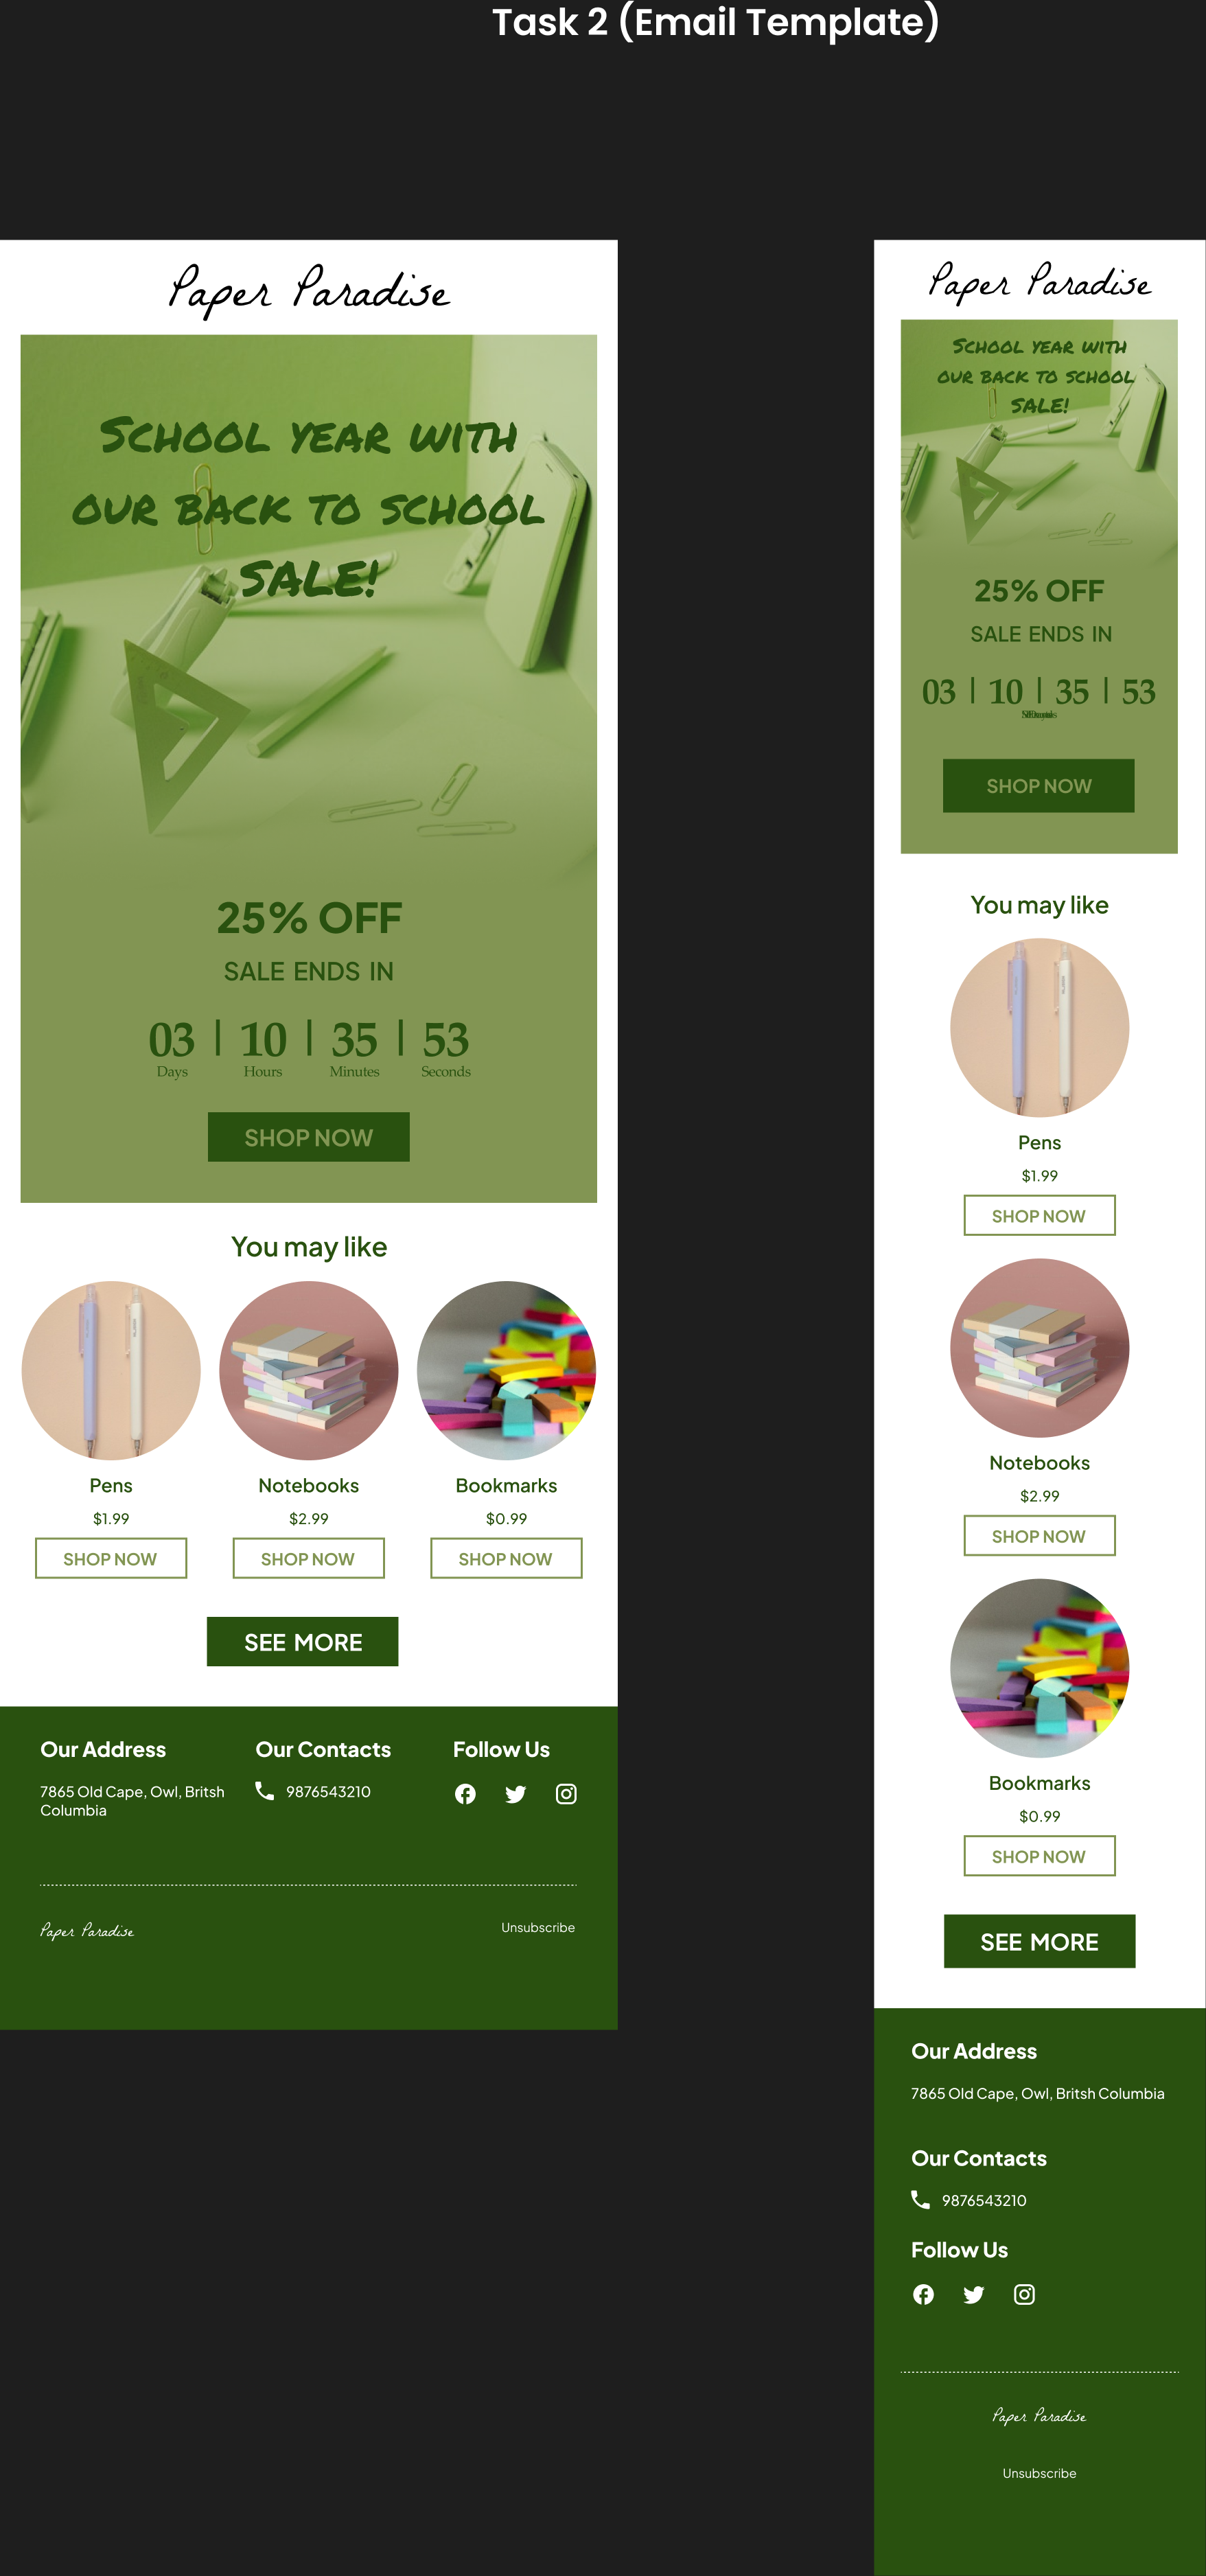 Task 2 (Email Template)
Paper Paradise
School year with
our back to school
SALE!
25% OFF
SALE ENDS IN
03 | 10 | 35 | 53
Days Hours Minutes Seconds
SHOP NOW
You may like
Pens Notebooks Bookmarks
$1.99 $2.99 $0.99
SHOP NOW SHOP NOW SHOP NOW
SEE MORE
Our Address Our Contacts Follow Us
7865 Old Cape, Owl, Britsh 9876543210
Columbia
Paper Paradise Unsubscribe
Paper Paradise
School year with
our back to school
SALE!
25% OFF
SALE ENDS IN
03 | 10 | 35 | 53
SHOP NOW
You may like
Pens
$1.99
SHOP NOW
Notebooks
$2.99
SHOP NOW
Bookmarks
$0.99
SHOP NOW
SEE MORE
Our Address
7865 Old Cape, Owl, Britsh Columbia
Our Contacts
9876543210
Follow Us
Paper Paradise
Unsubscribe